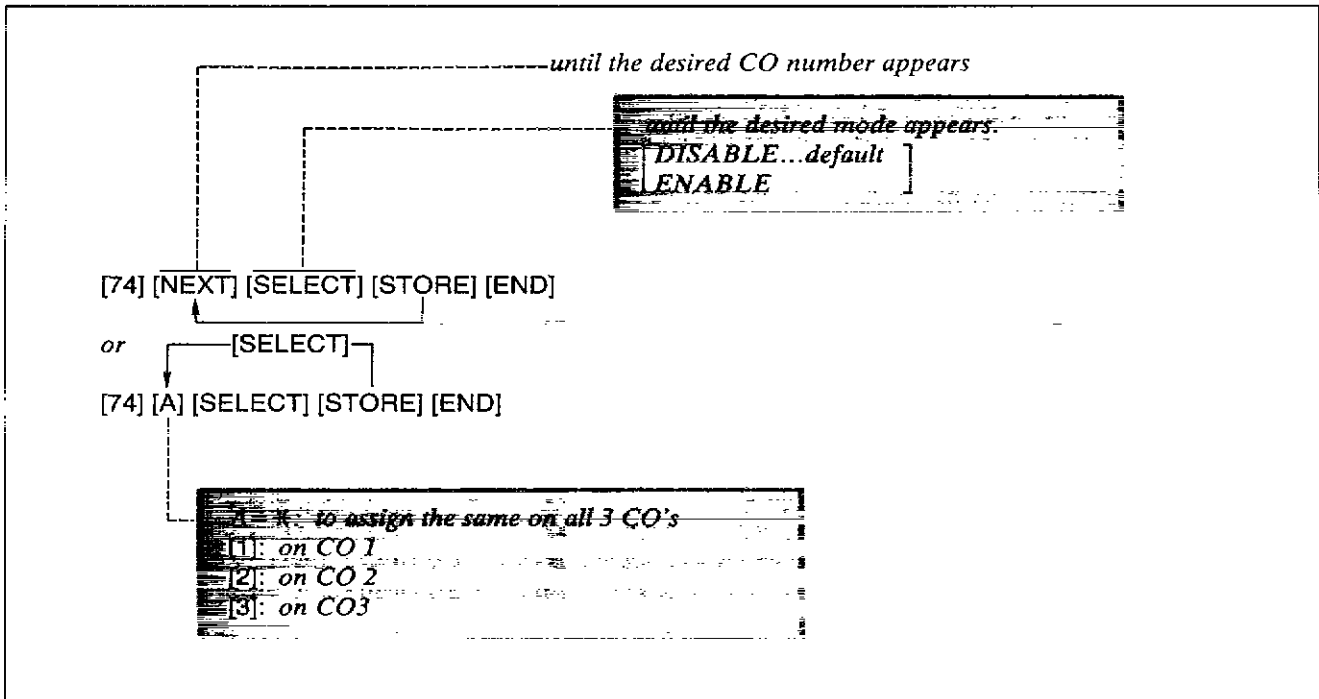 until the desired CO number appears
until the desired mode appears.
DISABLE...default
ENABLE
[74] [NEXT] [SELECT] [STORE] [END]
or [SELECT]
[74] [A] [SELECT] [STORE] [END]
A = *: to assign the same on all 3 CO's
[1]: on CO 1
[2]: on CO 2
[3]: on CO3